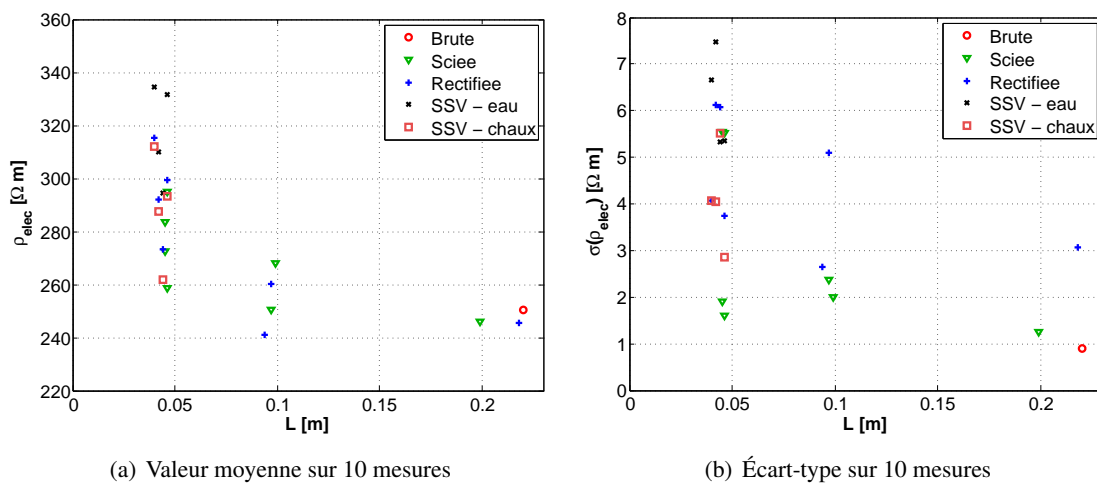 360
340
320
300
280
260
240
220
0
0.05
0.1
0.15
0.2
L [m]
ρelec [Ω m]
Brute
Sciee
Rectifiee
SSV – eau
SSV – chaux
(a) Valeur moyenne sur 10 mesures
8
7
6
5
4
3
2
1
0
0
0.05
0.1
0.15
0.2
L [m]
σ(ρelec) [Ω m]
Brute
Sciee
Rectifiee
SSV – eau
SSV – chaux
(b) Écart-type sur 10 mesures